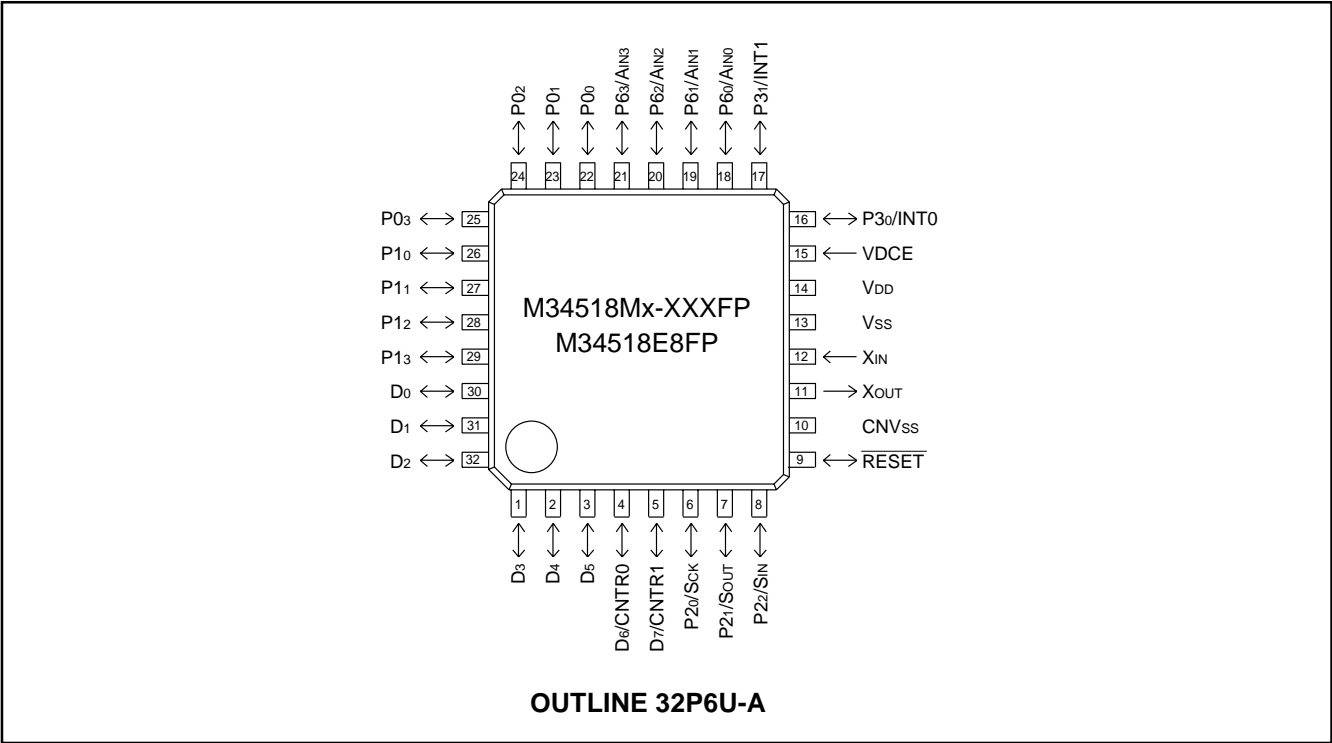 P02
P01
P00
P63/AIN3
P62/AIN2
P61/AIN1
P60/AIN0
P31/INT1
24
23
22
21
20
19
18
17
P03
25
P10
26
P11
27
P12
28
P13
29
D0
30
D1
31
D2
32
M34518Mx-XXXFP
M34518E8FP
16
P30/INT0
15
VDCE
14
VDD
13
VSS
12
XIN
11
XOUT
10
CNVSS
9
RESET
1
2
3
4
5
6
7
8
D3
D4
D5
D6/CNTR0
D7/CNTR1
P20/SCK
P21/SOUT
P22/SIN
OUTLINE 32P6U-A